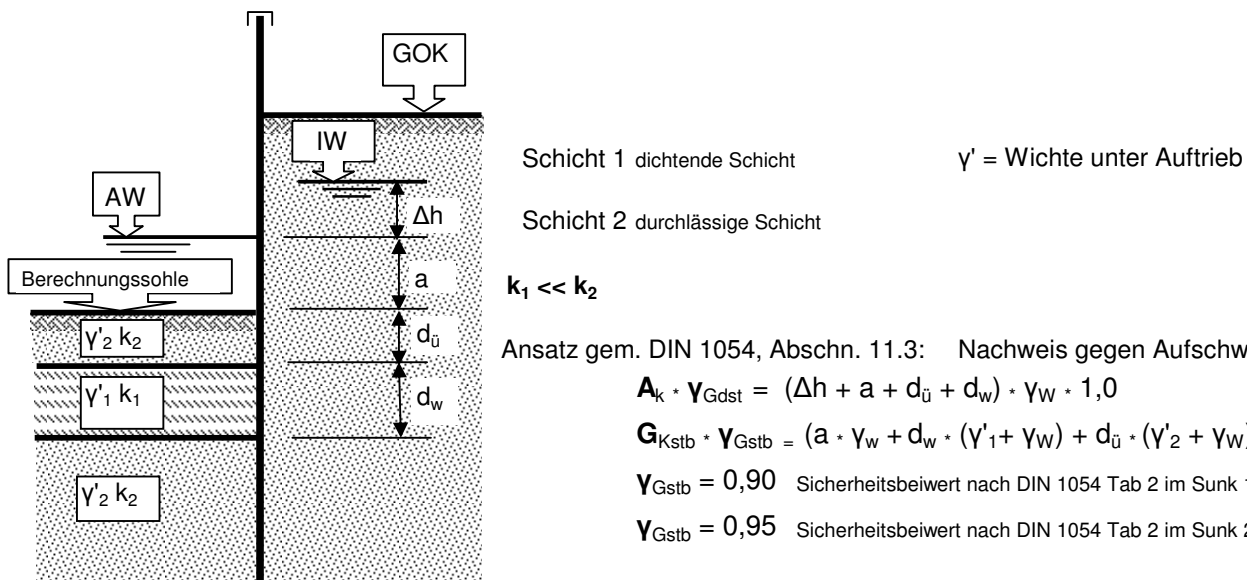 GOK
IW
AW
Δh
a
Berechnungssohle
dü
dw
γ'2 k2
γ'1 k1
γ'2 k2
Schicht 1 dichtende Schicht γ' = Wichte unter Auftrieb
Schicht 2 durchlässige Schicht
k1 << k2
Ansatz gem. DIN 1054, Abschn. 11.3: Nachweis gegen Aufschw
Ak * γGdst = (Δh + a + dü + dw) * γW * 1,0
GKstb * γGstb = (a * γw + dw * (γ'1+ γW) + dü * (γ'2 + γW)
γGstb = 0,90 Sicherheitsbeiwert nach DIN 1054 Tab 2 im Sunk 1
γGstb = 0,95 Sicherheitsbeiwert nach DIN 1054 Tab 2 im Sunk 2